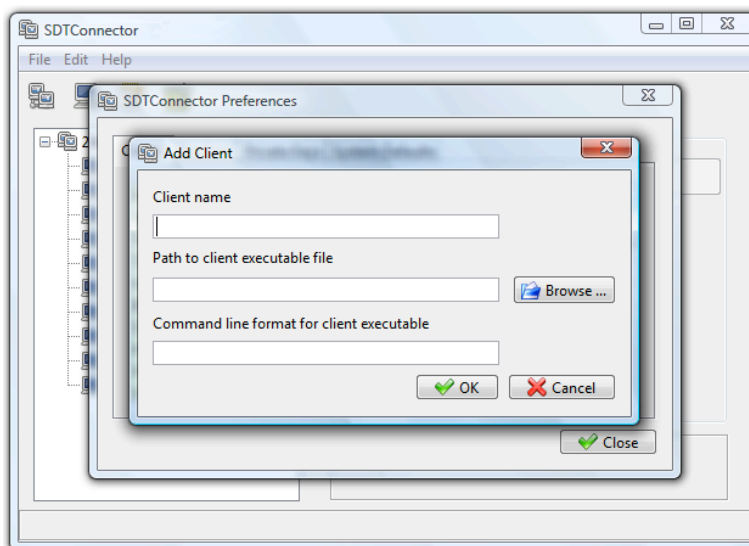 SDTConnector
File Edit Help
SDTConnector Preferences
2
Add Client
Client name
Path to client executable file
Browse ...
Command line format for client executable
OK Cancel
Close